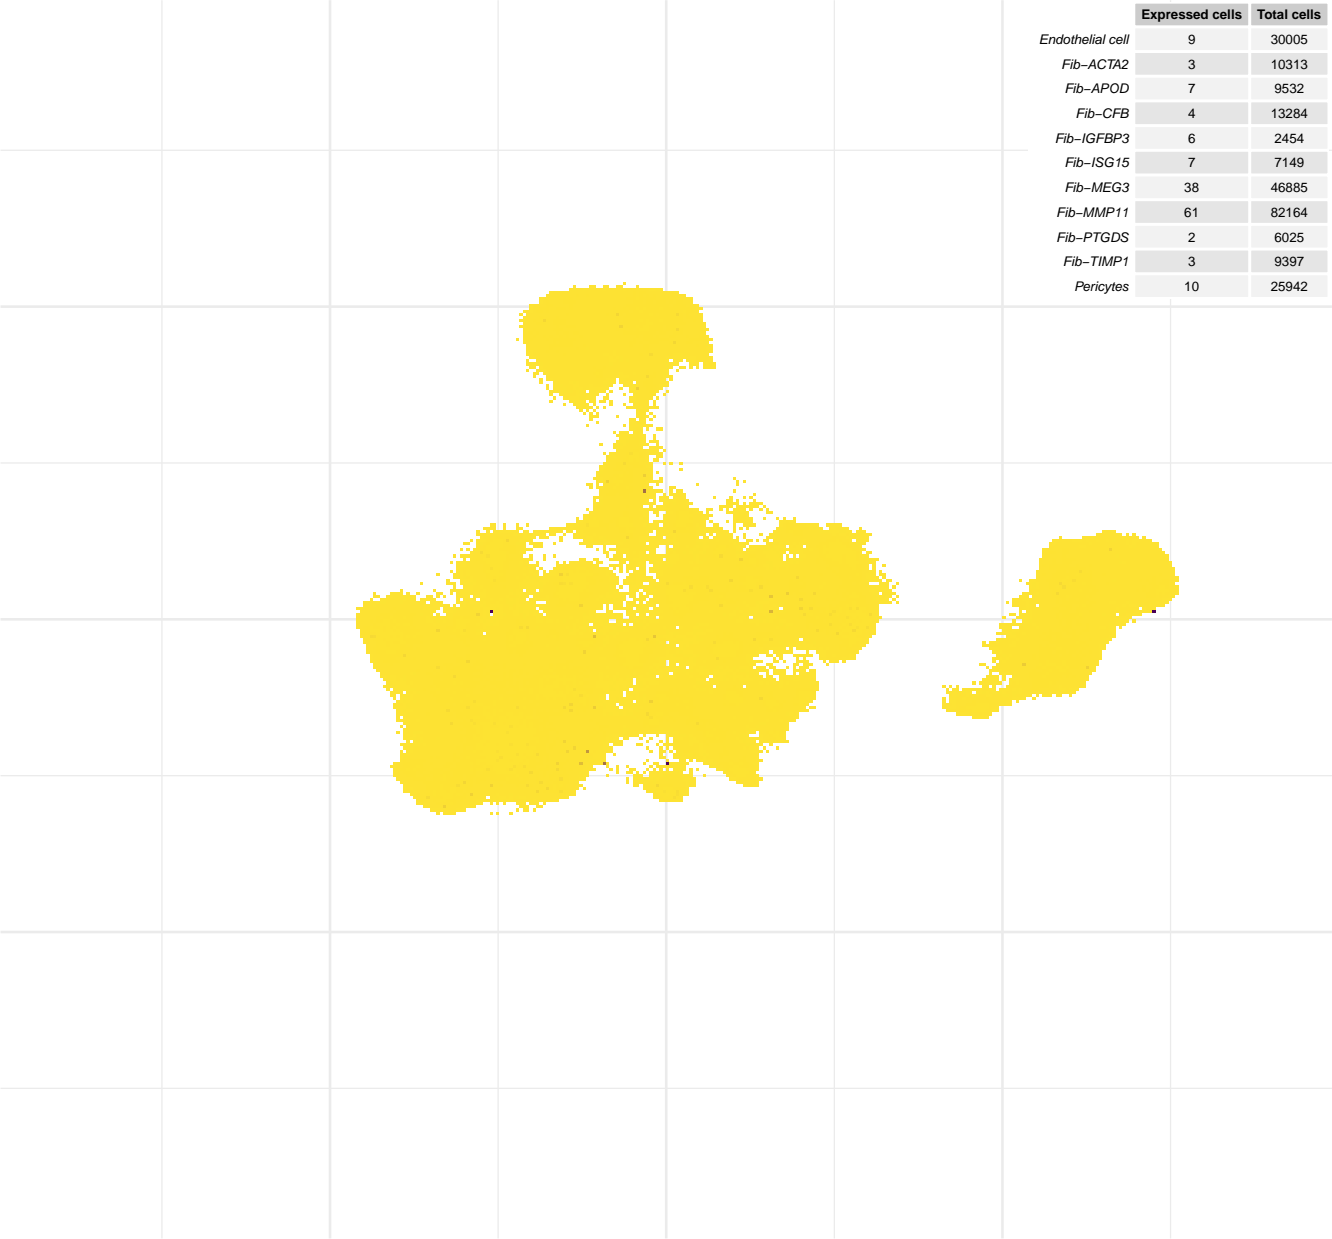 Expressed cells Total cells
Endothelial cell 9 30005
Fib−ACTA2 3 10313
Fib−APOD 7 9532
Fib−CFB 4 13284
Fib−IGFBP3 6 2454
Fib−ISG15 7 7149
Fib−MEG3 38 46885
Fib−MMP11 61 82164
Fib−PTGDS 2 6025
Fib−TIMP1 3 9397
Pericytes 10 25942